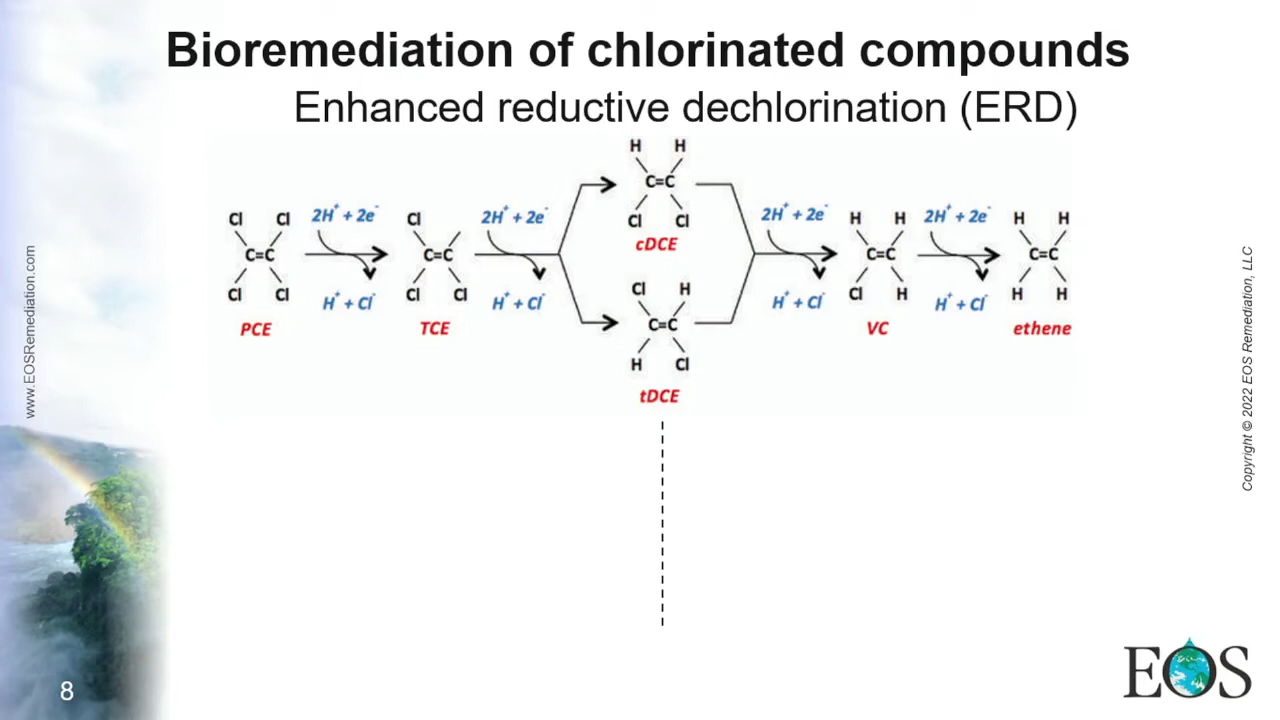 Bioremediation of chlorinated compounds
Enhanced reductive dechlorination (ERD)
H H
C=C
Cl Cl
cDCE
Cl Cl
C=C
Cl Cl
PCE
2H⁺ + 2e⁻
H⁺ + Cl⁻
Cl
C=C
Cl Cl
TCE
2H⁺ + 2e⁻
H⁺ + Cl⁻
Cl H
C=C
H Cl
tDCE
2H⁺ + 2e⁻
H⁺ + Cl⁻
H H
C=C
Cl H
VC
2H⁺ + 2e⁻
H⁺ + Cl⁻
H H
C=C
H H
ethene
www.EOSRemediation.com
Copyright © 2022 EOS Remediation, LLC
EOS
8